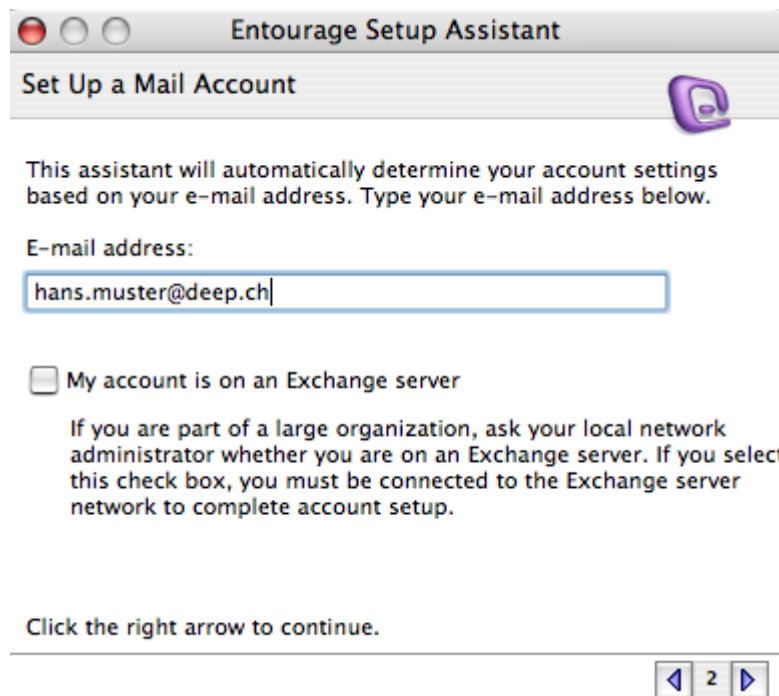 Entourage Setup Assistant
Set Up a Mail Account
This assistant will automatically determine your account settings
based on your e-mail address. Type your e-mail address below.
E-mail address:
hans.muster@deep.ch
My account is on an Exchange server
If you are part of a large organization, ask your local network
administrator whether you are on an Exchange server. If you select
this check box, you must be connected to the Exchange server
network to complete account setup.
Click the right arrow to continue.
2